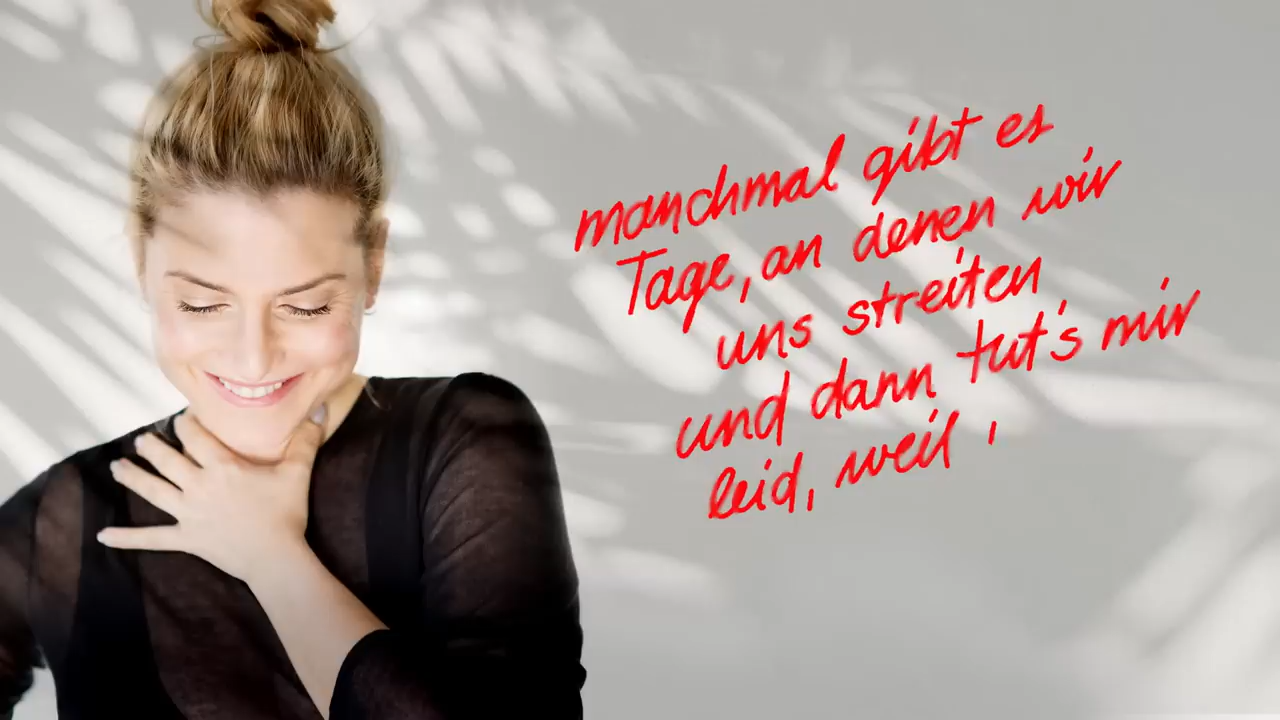 manchmal gibt es
Tage, an denen wir
uns streiten
und dann tut's mir
leid, weil '